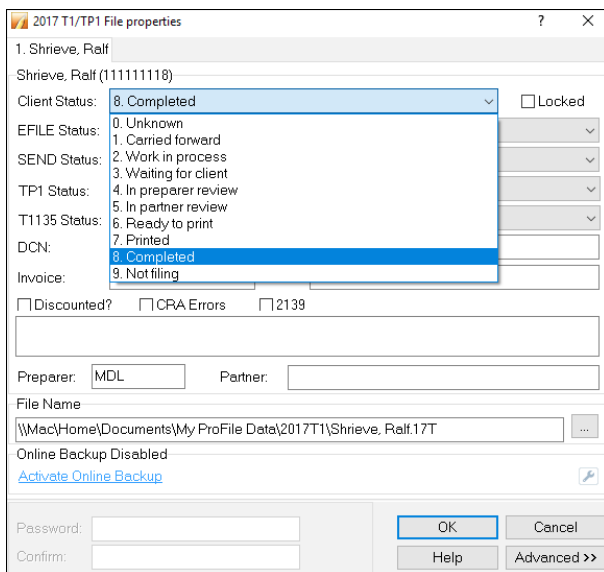 2017 T1/TP1 File properties
1. Shrieve, Ralf
Shrieve, Ralf (111111118)
Client Status: 8. Completed Locked
0. Unknown
EFILE Status: 1. Carried forward
2. Work in process
SEND Status: 3. Waiting for client
4. In preparer review
TP1 Status: 5. In partner review
6. Ready to print
T1135 Status: 7. Printed
DCN: 8. Completed
9. Not filing
Invoice:
Discounted? CRA Errors 2139
Preparer: MDL Partner:
File Name
\\Mac\Home\Documents\My ProFile Data\2017T1\Shrieve, Ralf.17T ...
Online Backup Disabled
Activate Online Backup
Password: OK Cancel
Confirm: Help Advanced >>